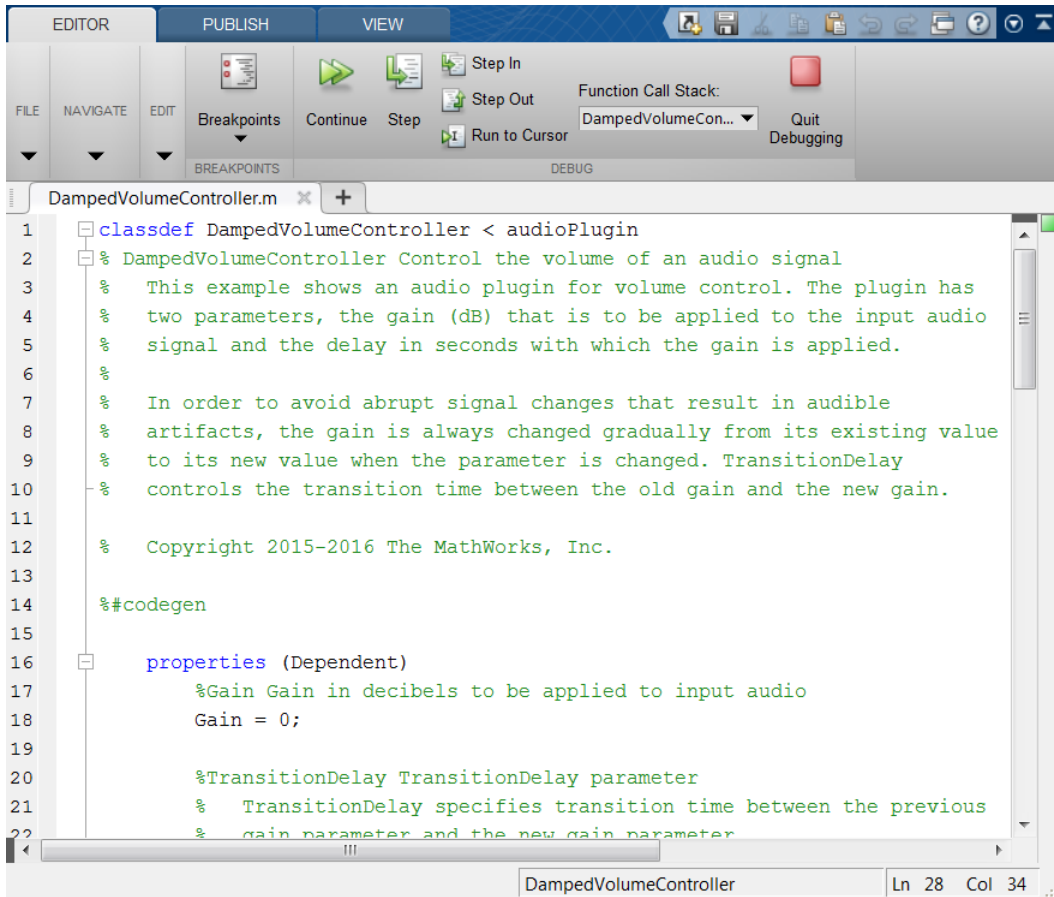 EDITOR PUBLISH VIEW
FILE
NAVIGATE
EDIT
Breakpoints
BREAKPOINTS
Continue
Step
Step In
Step Out
Run to Cursor
Function Call Stack:
DampedVolumeCon...
Quit
Debugging
DEBUG
DampedVolumeController.m
1 classdef DampedVolumeController < audioPlugin
2 % DampedVolumeController Control the volume of an audio signal
3 %   This example shows an audio plugin for volume control. The plugin has
4 %   two parameters, the gain (dB) that is to be applied to the input audio
5 %   signal and the delay in seconds with which the gain is applied.
6 %
7 %   In order to avoid abrupt signal changes that result in audible
8 %   artifacts, the gain is always changed gradually from its existing value
9 %   to its new value when the parameter is changed. TransitionDelay
10 %   controls the transition time between the old gain and the new gain.
11
12 %   Copyright 2015-2016 The MathWorks, Inc.
13
14 %#codegen
15
16     properties (Dependent)
17         %Gain Gain in decibels to be applied to input audio
18         Gain = 0;
19
20         %TransitionDelay TransitionDelay parameter
21         %   TransitionDelay specifies transition time between the previous
22         %   gain parameter and the new gain parameter
DampedVolumeController
Ln 28 Col 34